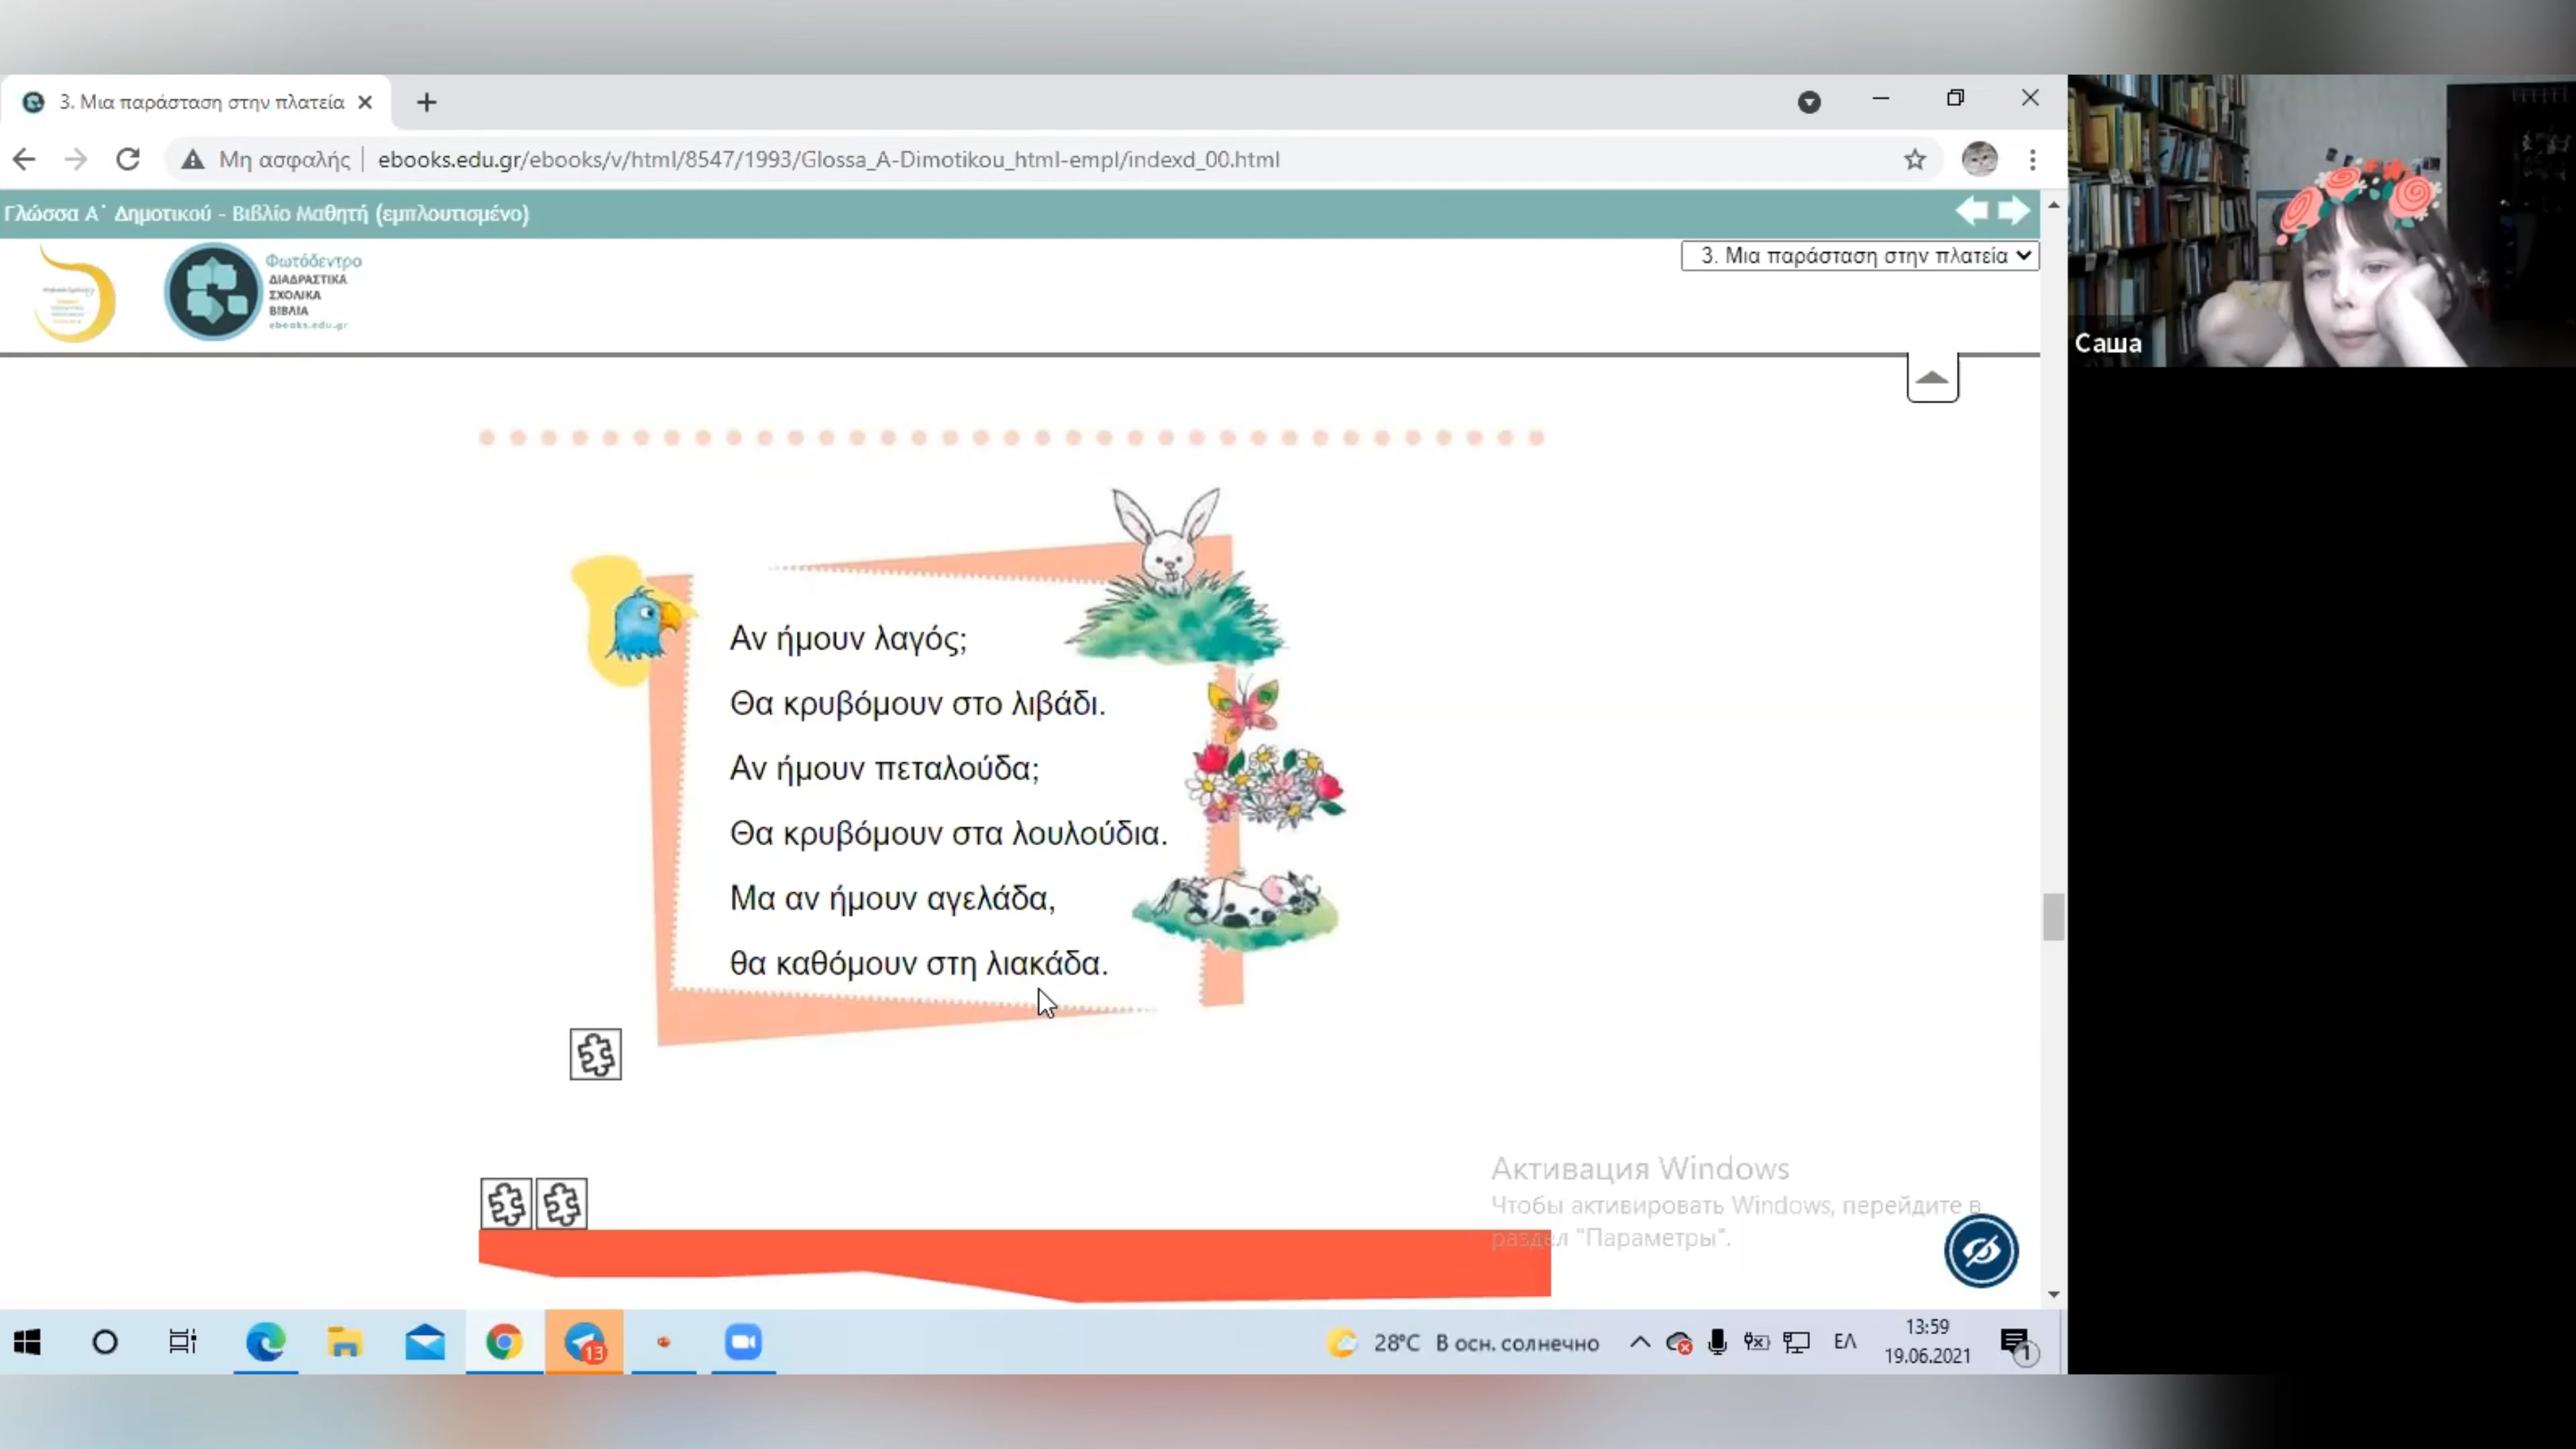 3. Μια παράσταση στην πλατεία
Μη ασφαλής
ebooks.edu.gr/ebooks/v/html/8547/1993/Glossa_A-Dimotikou_html-empl/indexd_00.html
Γλώσσα Α΄ Δημοτικού - Βιβλίο Μαθητή (εμπλουτισμένο)
Φωτόδεντρο
ΔΙΑΔΡΑΣΤΙΚΑ
ΣΧΟΛΙΚΑ
ΒΙΒΛΙΑ
ebooks.edu.gr
3. Μια παράσταση στην πλατεία
Саша
Αν ήμουν λαγός;
Θα κρυβόμουν στο λιβάδι.
Αν ήμουν πεταλούδα;
Θα κρυβόμουν στα λουλούδια.
Μα αν ήμουν αγελάδα,
θα καθόμουν στη λιακάδα.
Активация Windows
Чтобы активировать Windows, перейдите в
раздел "Параметры".
13
28°C В осн. солнечно
ΕΛ
13:59
19.06.2021
1